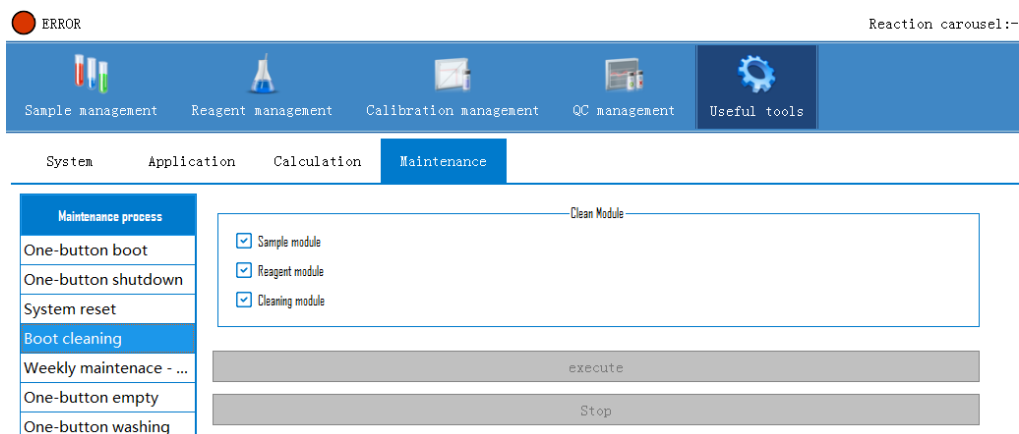 ERROR
Reaction carousel:-
Sample management Reagent management Calibration management QC management Useful tools
System Application Calculation Maintenance
Maintenance process
Clean Module
One-button boot
Sample module
One-button shutdown
Reagent module
System reset
Cleaning module
Boot cleaning
Weekly maintenace - ...
execute
One-button empty
Stop
One-button washing